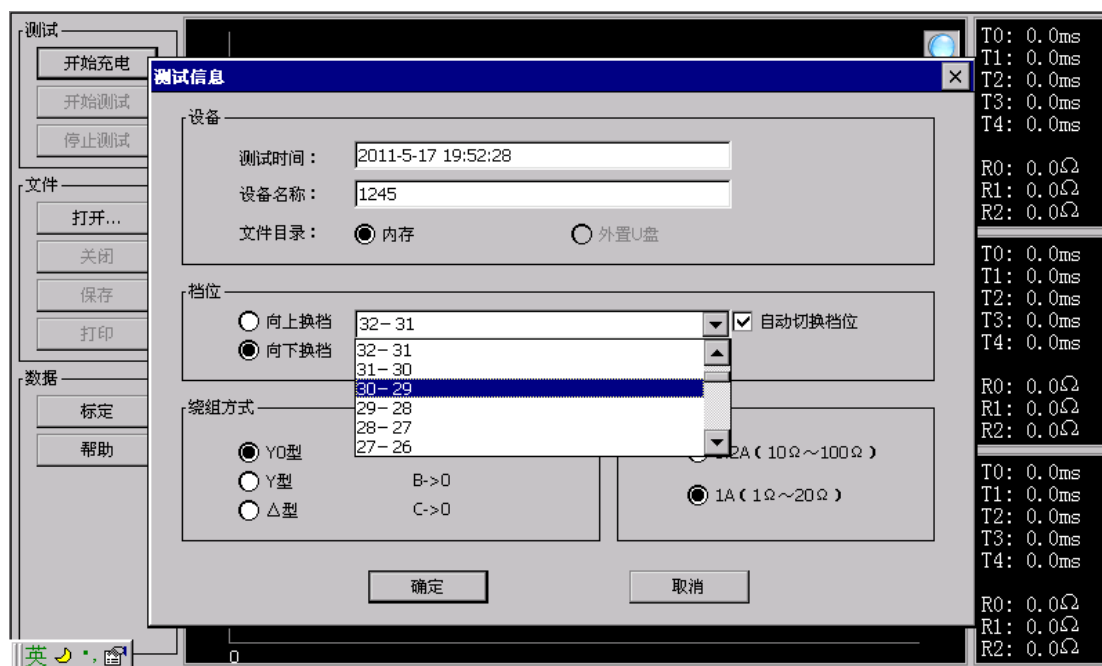 测试
开始充电
开始测试
停止测试
文件
打开...
关闭
保存
打印
数据
标定
帮助
测试信息
设备
测试时间：
2011-5-17 19:52:28
设备名称：
1245
文件目录：
内存
外置U盘
档位
向上换档
32-31
自动切换档位
向下换档
32-31
31-30
30-29
29-28
28-27
27-26
绕组方式
Y0型
Y型
B->0
△型
C->0
2A(10Ω～100Ω)
1A(1Ω～20Ω)
确定
取消
0
英
T0: 0.0ms
T1: 0.0ms
T2: 0.0ms
T3: 0.0ms
T4: 0.0ms
R0: 0.0Ω
R1: 0.0Ω
R2: 0.0Ω
T0: 0.0ms
T1: 0.0ms
T2: 0.0ms
T3: 0.0ms
T4: 0.0ms
R0: 0.0Ω
R1: 0.0Ω
R2: 0.0Ω
T0: 0.0ms
T1: 0.0ms
T2: 0.0ms
T3: 0.0ms
T4: 0.0ms
R0: 0.0Ω
R1: 0.0Ω
R2: 0.0Ω